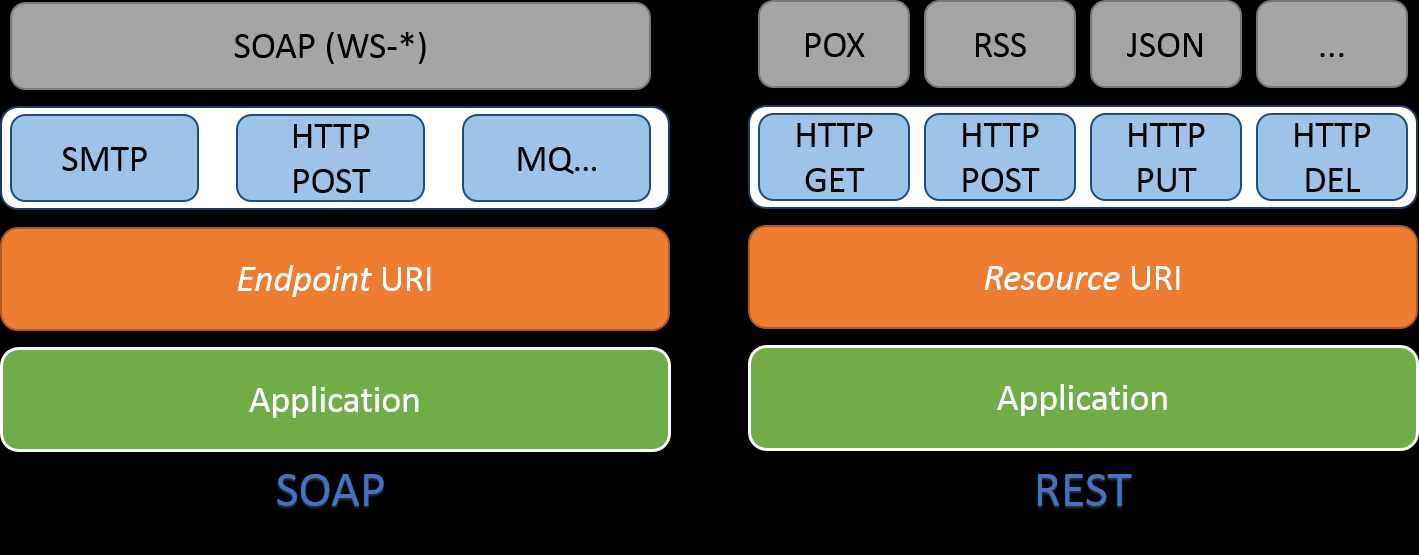 SOAP (WS-*)
SMTP
HTTP
POST
MQ...
Endpoint URI
Application
SOAP
POX
RSS
JSON
...
HTTP
GET
HTTP
POST
HTTP
PUT
HTTP
DEL
Resource URI
Application
REST